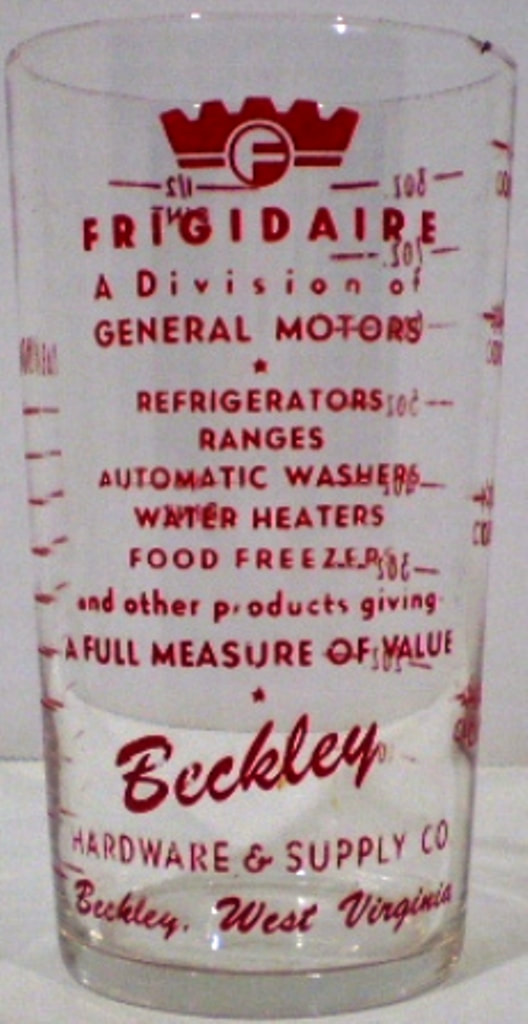 FRIGIDAIRE
A Division of
GENERAL MOTORS
REFRIGERATORS
RANGES
AUTOMATIC WASHERS
WATER HEATERS
FOOD FREEZERS
and other products giving
A FULL MEASURE OF VALUE
Beckley
HARDWARE & SUPPLY CO
Beckley, West Virginia